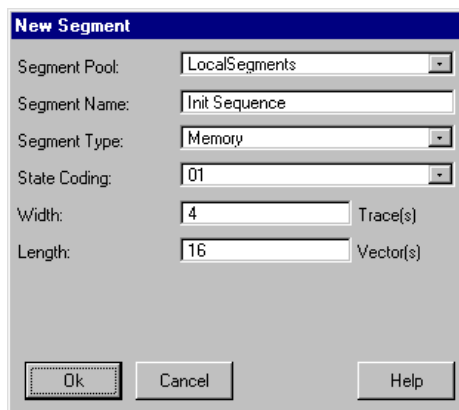 New Segment
Segment Pool: LocalSegments
Segment Name: Init Sequence
Segment Type: Memory
State Coding: 01
Width: 4 Trace(s)
Length: 16 Vector(s)
Ok Cancel Help